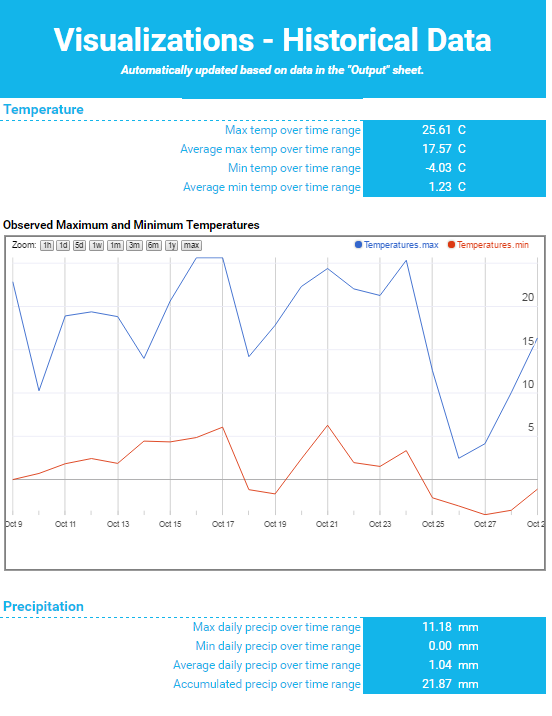 Visualizations - Historical Data
Automatically updated based on data in the "Output" sheet.
Temperature
Max temp over time range 25.61 C
Average max temp over time range 17.57 C
Min temp over time range -4.03 C
Average min temp over time range 1.23 C
Observed Maximum and Minimum Temperatures
Zoom: 1h 1d 5d 1w 1m 3m 6m 1y max Temperatures.max Temperatures.min
20
15
10
5
Oct 9 Oct 11 Oct 13 Oct 15 Oct 17 Oct 19 Oct 21 Oct 23 Oct 25 Oct 27 Oct 2
Precipitation
Max daily precip over time range 11.18 mm
Min daily precip over time range 0.00 mm
Average daily precip over time range 1.04 mm
Accumulated precip over time range 21.87 mm